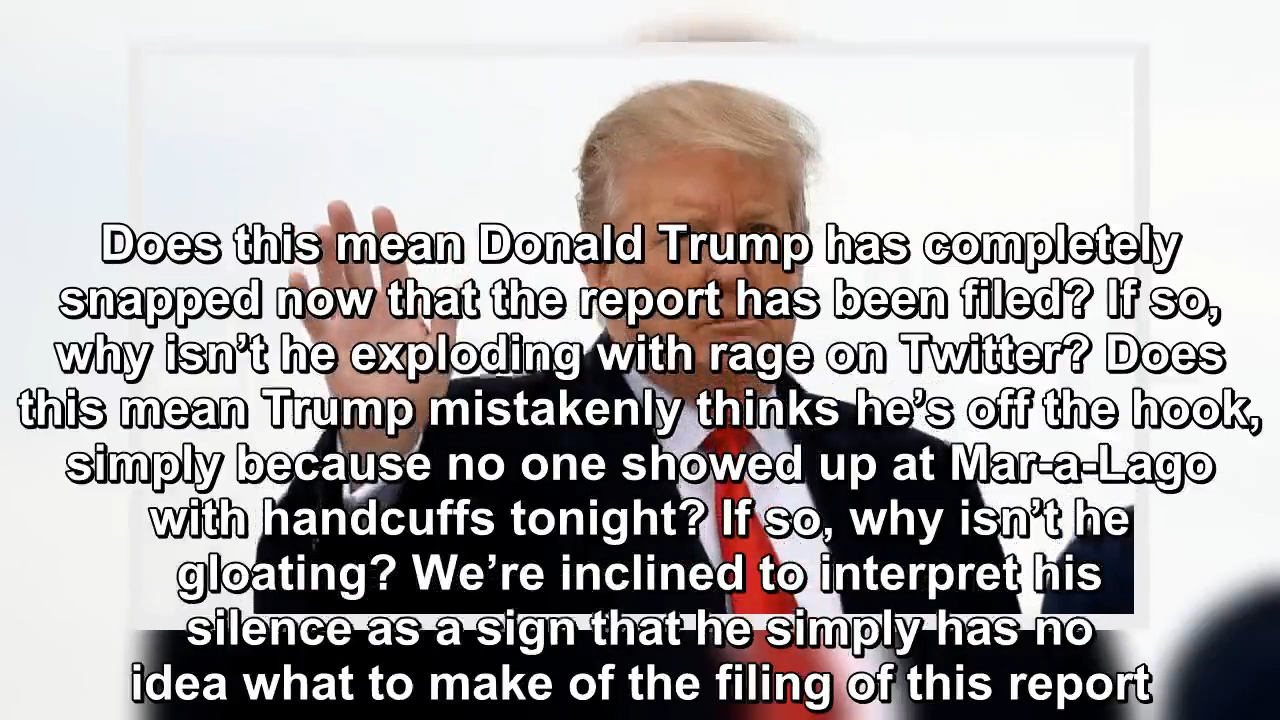 Does this mean Donald Trump has completely
snapped now that the report has been filed? If so,
why isn’t he exploding with rage on Twitter? Does
this mean Trump mistakenly thinks he’s off the hook,
simply because no one showed up at Mar-a-Lago
with handcuffs tonight? If so, why isn’t he
gloating? We’re inclined to interpret his
silence as a sign that he simply has no
idea what to make of the filing of this report